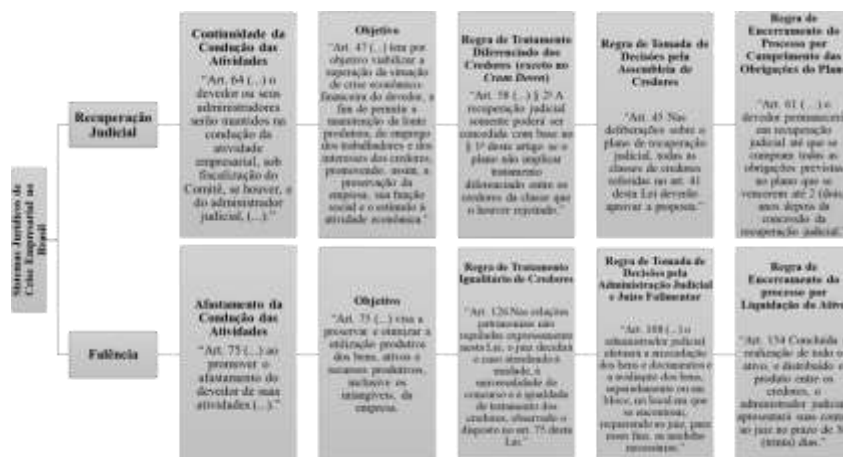 Sistemas Jurídicos de
Crise Empresarial no
Brasil
Recuperação
Judicial
Continuidade da
Condução das
Atividades
"Art. 64 (...) o
devedor ou seus
administradores
serão mantidos na
condução da
atividade
empresarial, sob
fiscalização do
Comitê, se houver, e
do administrador
judicial, (...)."
Objetivo
"Art. 47 (...) tem por
objetivo viabilizar a
superação da situação
de crise econômico-
financeira do devedor, a
fim de permitir a
manutenção da fonte
produtora, do emprego
dos trabalhadores e dos
interesses dos credores,
promovendo, assim, a
preservação da
empresa, sua função
social e o estímulo à
atividade econômica."
Regra de Tratamento
Diferenciado dos
Credores (exceto no
Cram Down)
"Art. 58 (...) § 2º A
recuperação judicial
somente poderá ser
concedida com base no
§ 1º deste artigo se o
plano não implicar
tratamento
diferenciado entre os
credores da classe que
o houver rejeitado."
Regra de Tomada de
Decisões pela
Assembleia de
Credores
"Art. 45 Nas
deliberações sobre o
plano de recuperação
judicial, todas as
classes de credores
referidas no art. 41
desta Lei deverão
aprovar a proposta."
Regra de
Encerramento do
Processo por
Cumprimento das
Obrigações do Plano
"Art. 61 (...) o
devedor permanecerá
em recuperação
judicial até que se
cumpram todas as
obrigações previstas
no plano que se
vencerem até 2 (dois)
anos depois da
concessão da
recuperação judicial."
Falência
Afastamento da
Condução das
Atividades
"Art. 75 (...) ao
promover o
afastamento do
devedor de suas
atividades (...)."
Objetivo
"Art. 75 (...) visa a
preservar e otimizar a
utilização produtiva
dos bens, ativos e
recursos produtivos,
inclusive os
intangíveis, da
empresa.
Regra de Tratamento
Igualitário de Credores
"Art. 126 Nas relações
patrimoniais não
reguladas expressamente
nesta Lei, o juiz decidirá
o caso atendendo à
unidade, à
universalidade do
concurso e à igualdade
de tratamento dos
credores, observado o
disposto no art. 75 desta
Lei."
Regra de Tomada de
Decisões pela
Administração Judicial
e Juízo Falimentar
"Art. 108 (...) o
administrador judicial
efetuará a arrecadação
dos bens e documentos e
a avaliação dos bens,
separadamente ou em
bloco, no local em que
se encontrem,
requerendo ao juiz, para
esses fins, as medidas
necessárias."
Regra de
Encerramento do
processo por
Liquidação do Ativo
"Art. 154 Concluída a
realização de todo o
ativo, e distribuído o
produto entre os
credores, o
administrador judicial
apresentará suas contas
ao juiz no prazo de 30
(trinta) dias."